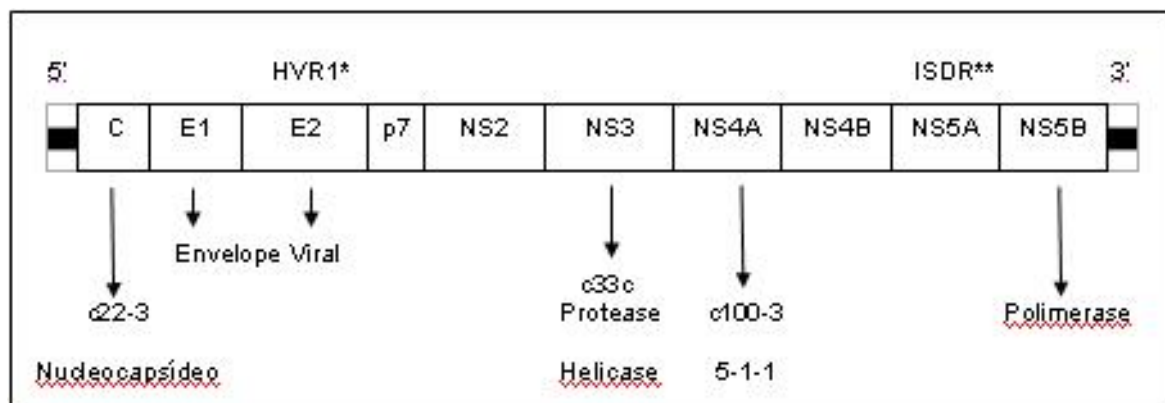 5' HVR1* ISDR** 3'
C E1 E2 p7 NS2 NS3 NS4A NS4B NS5A NS5B
Envelope Viral
c33c
c22-3 Protease c100-3 Polimerase
Nucleocapsídeo Helicase 5-1-1